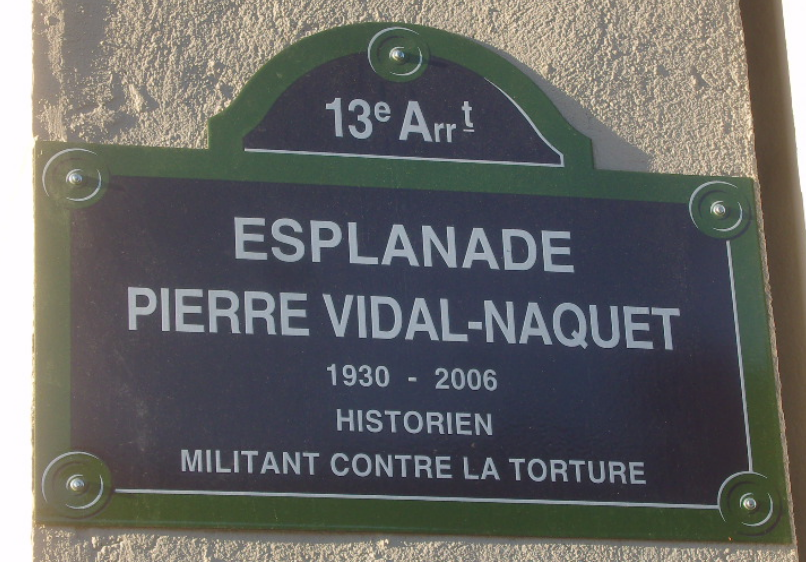 13e Arrt
ESPLANADE
PIERRE VIDAL-NAQUET
1930 - 2006
HISTORIEN
MILITANT CONTRE LA TORTURE